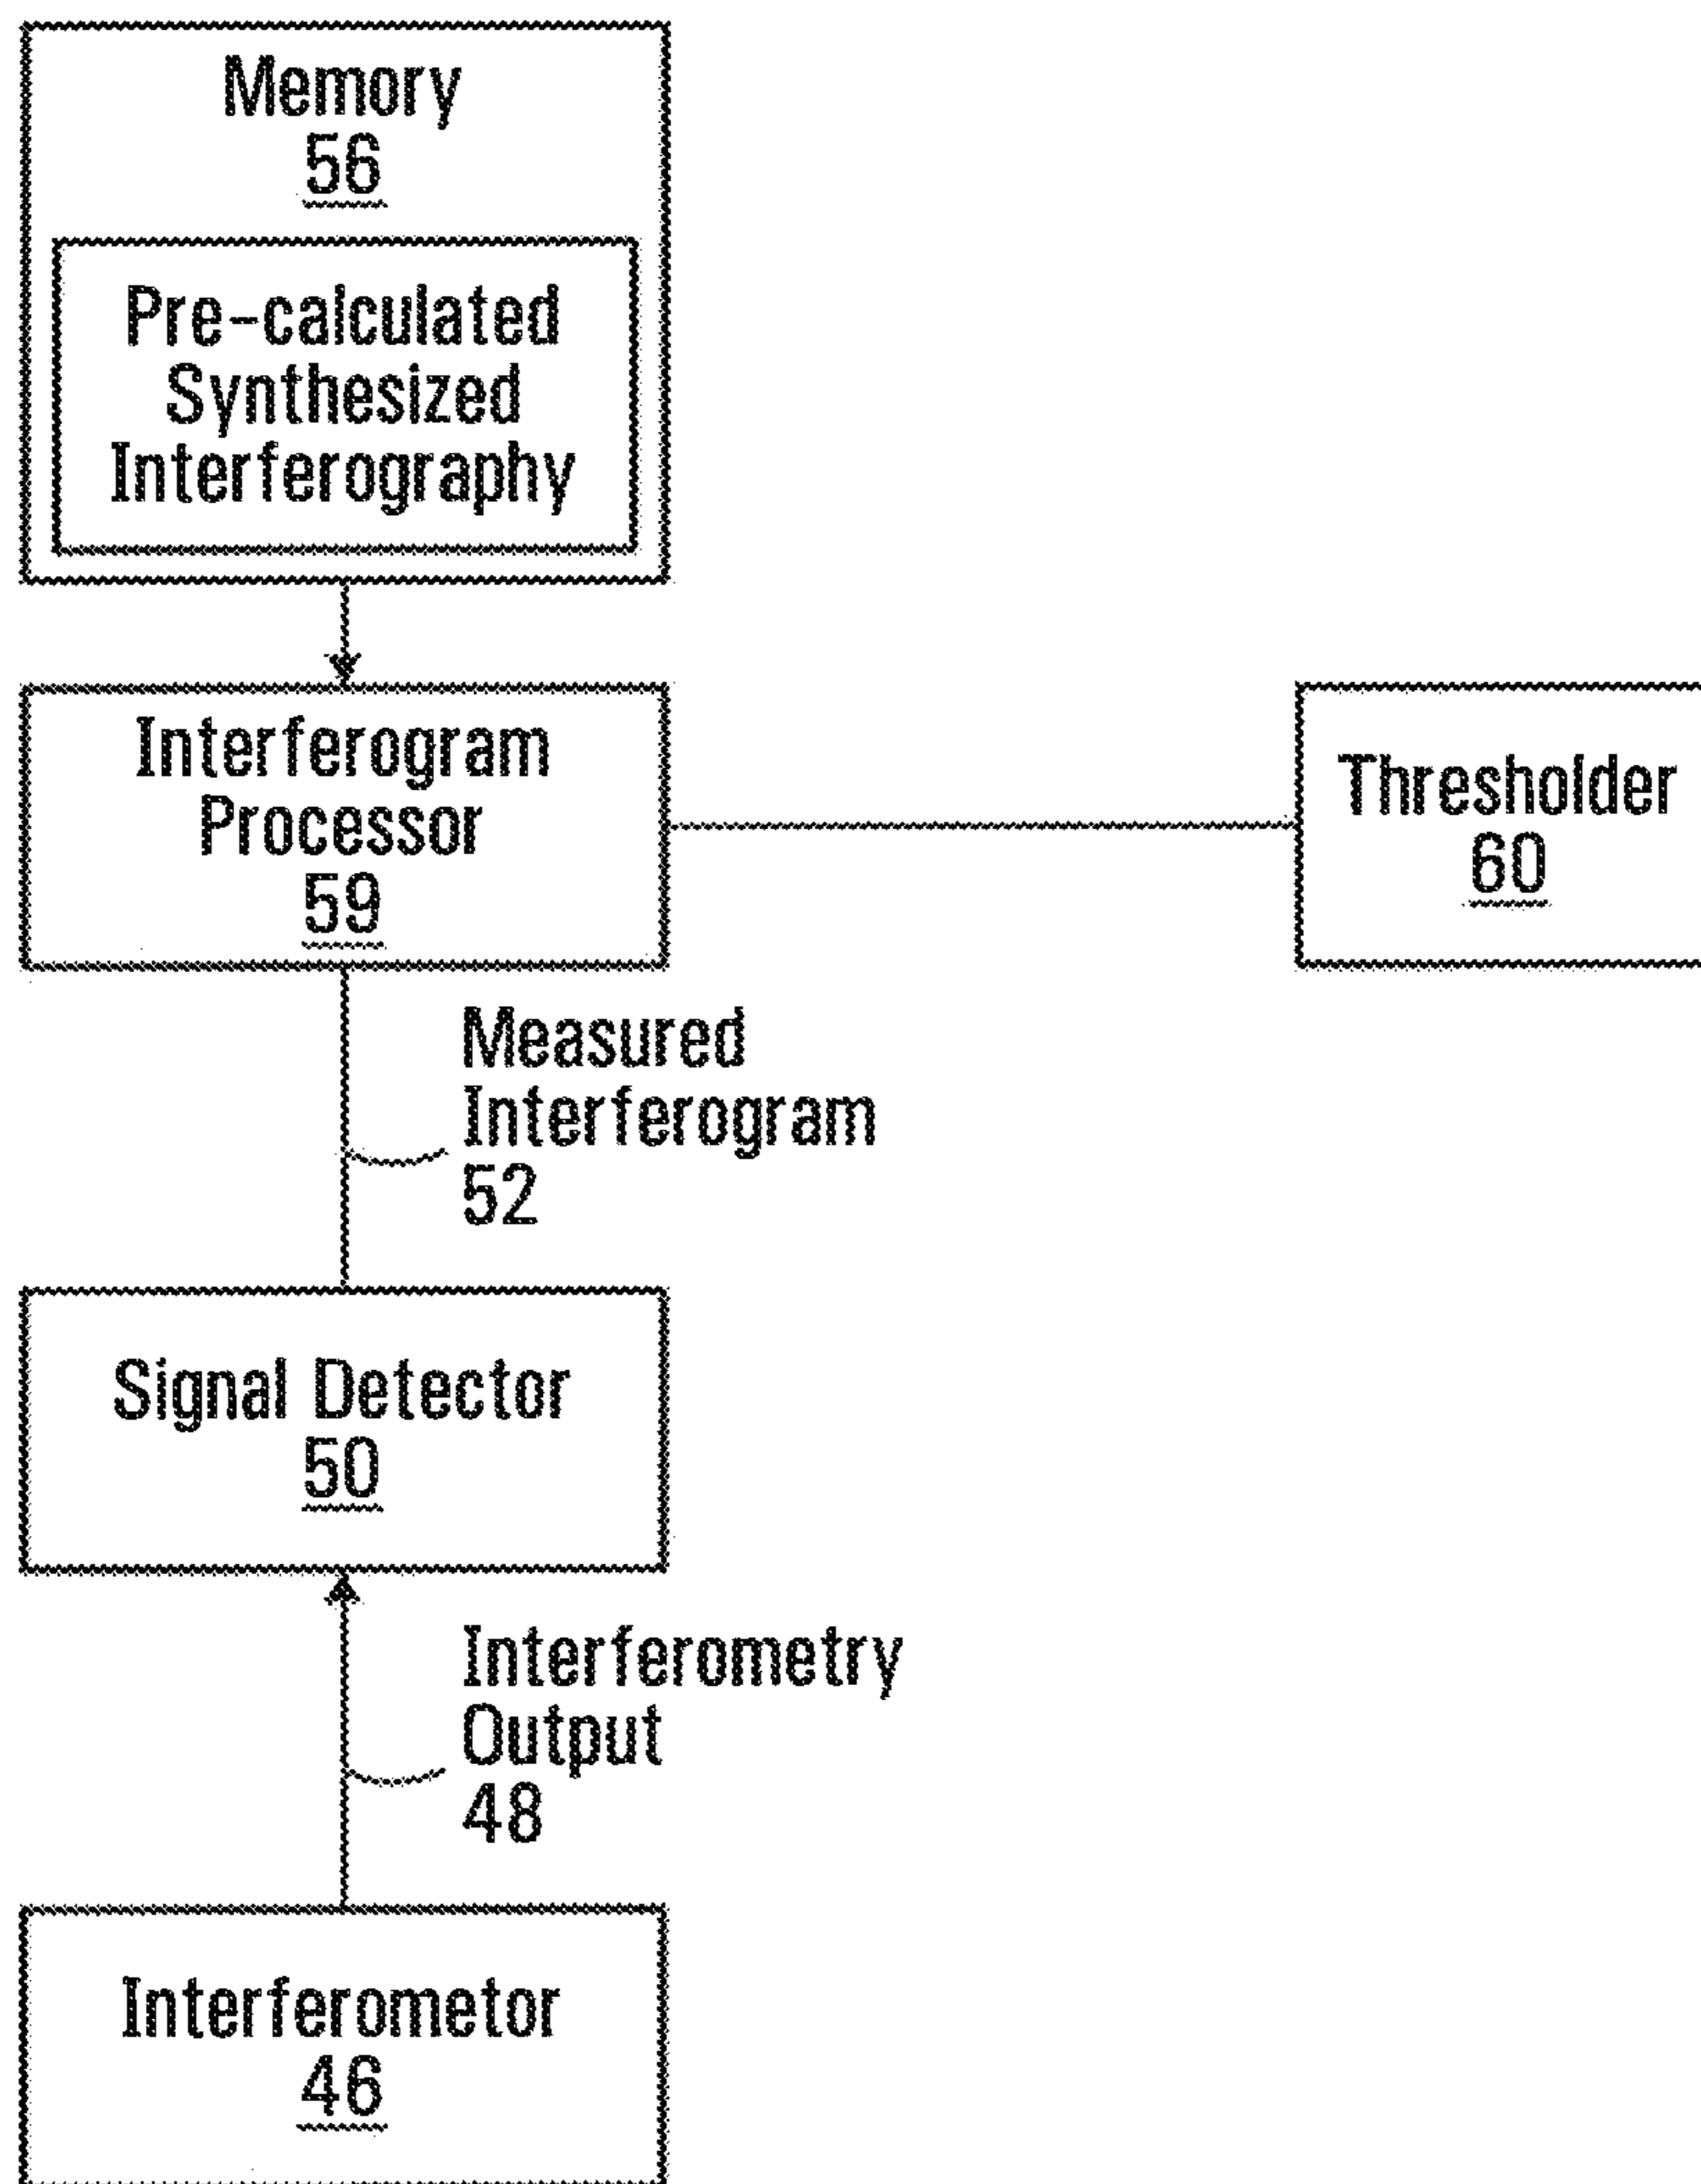 Memory
56
Pre-calculated
Synthesized
Interferography
Interferogram
Processor
59
Thresholder
60
Measured
Interferogram
52
Signal Detector
50
Interferometry
Output
48
Interferometor
46